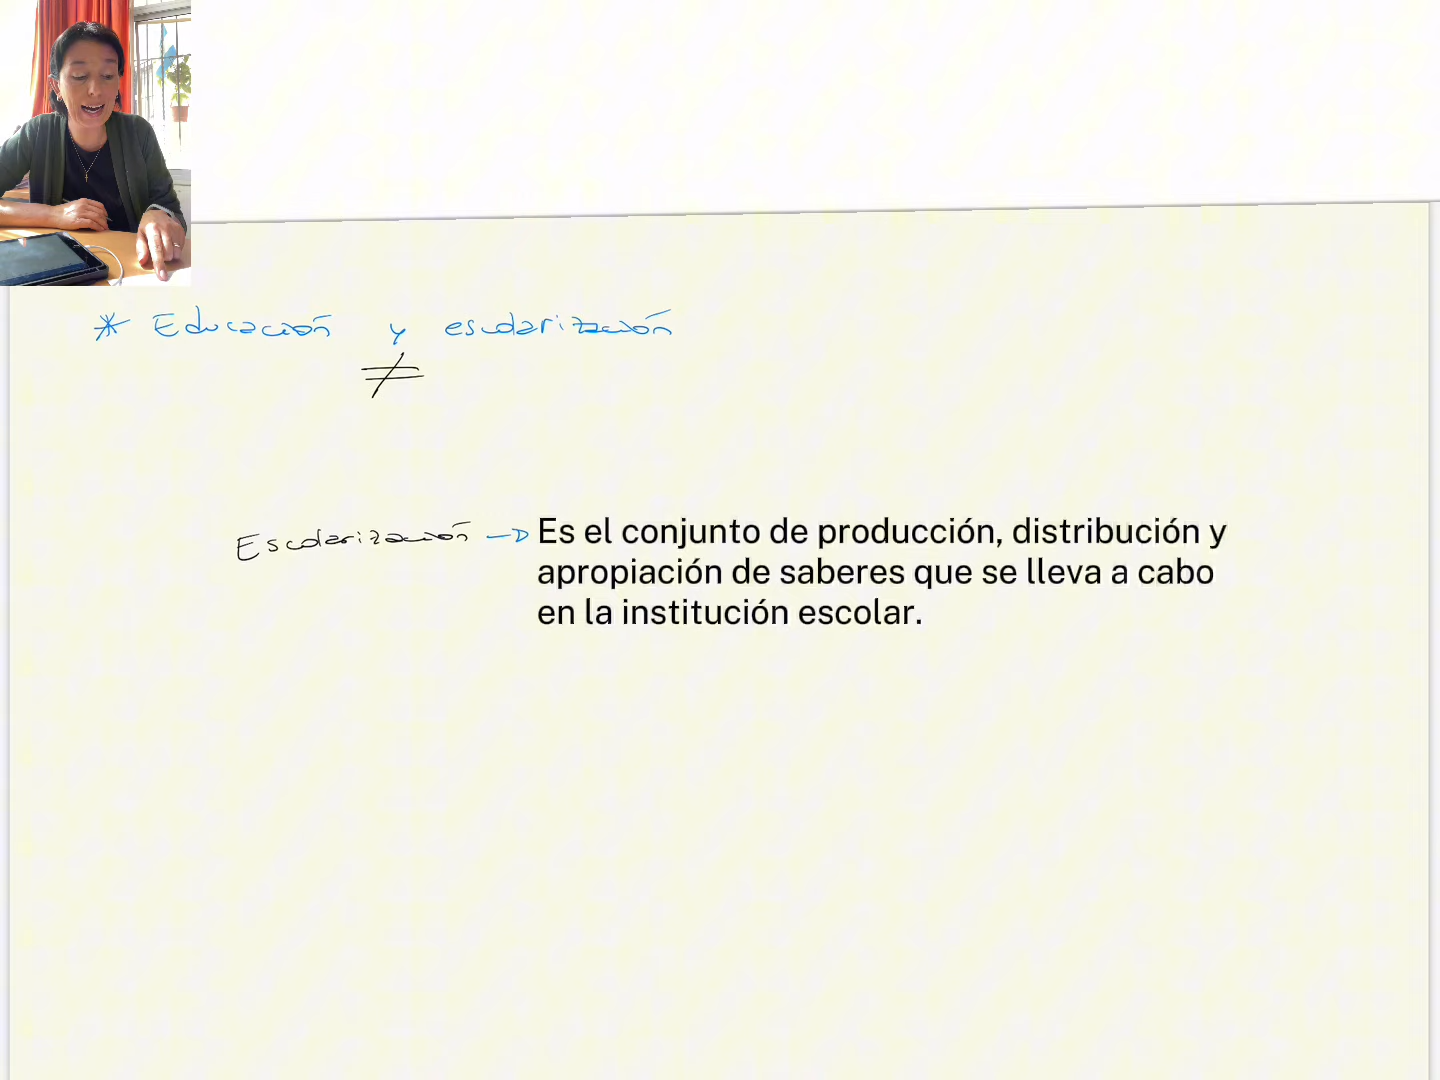 * Educación y escolarización
≠
Escolarización → Es el conjunto de producción, distribución y
apropiación de saberes que se lleva a cabo
en la institución escolar.